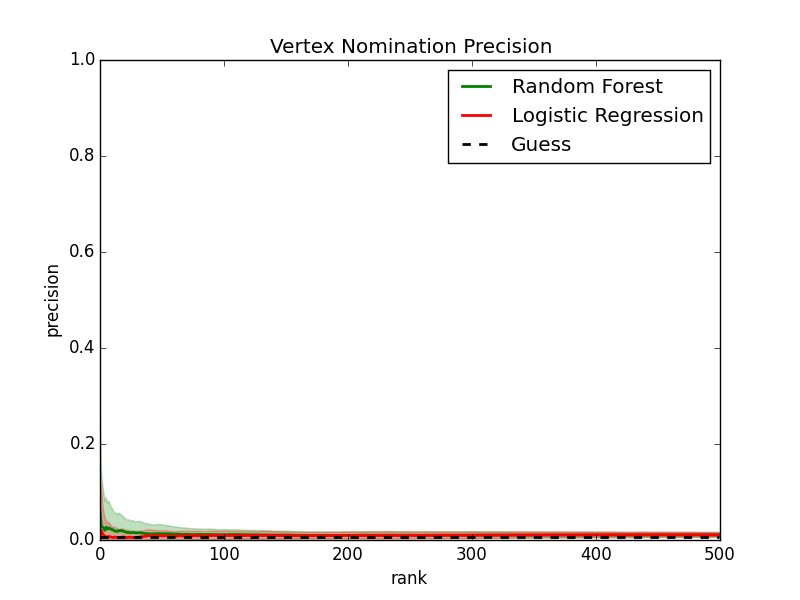 Vertex Nomination Precision
1.0
0.8
0.6
0.4
0.2
0.0
precision
Random Forest
Logistic Regression
Guess
0 100 200 300 400 500
rank